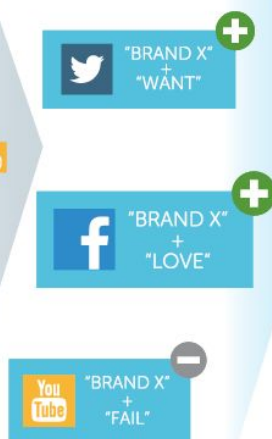 "BRAND X"
+
"WANT"
"BRAND X"
+
"LOVE"
You
Tube
"BRAND X"
+
"FAIL"